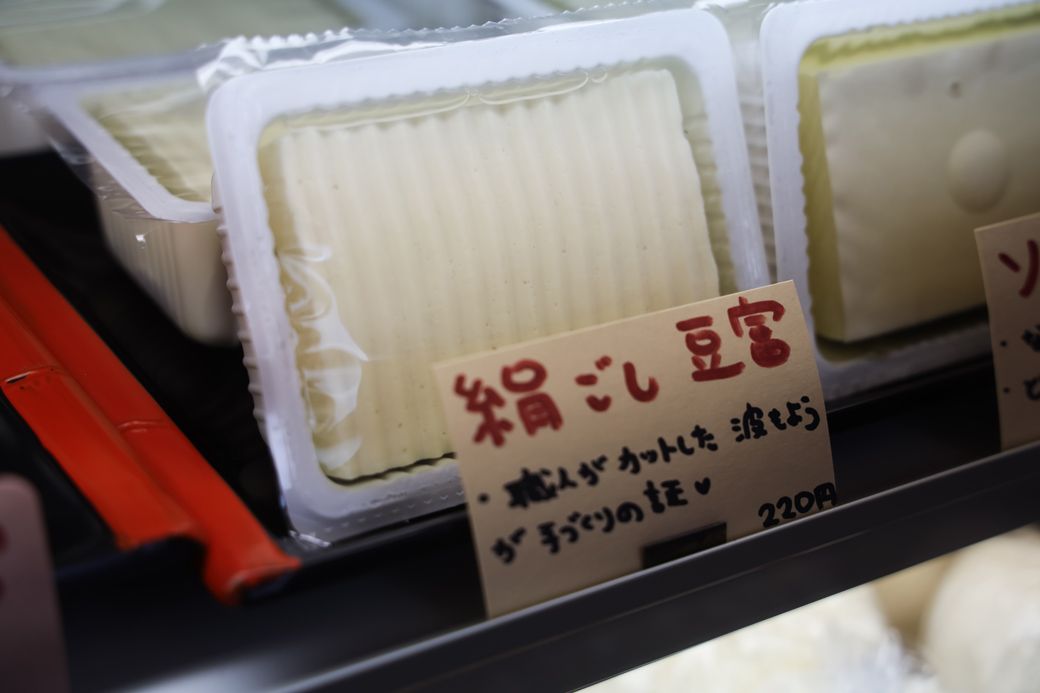 絹ごし 豆富
・職人がカットした 波もよう
が手づくりの証♥
220円
ソ